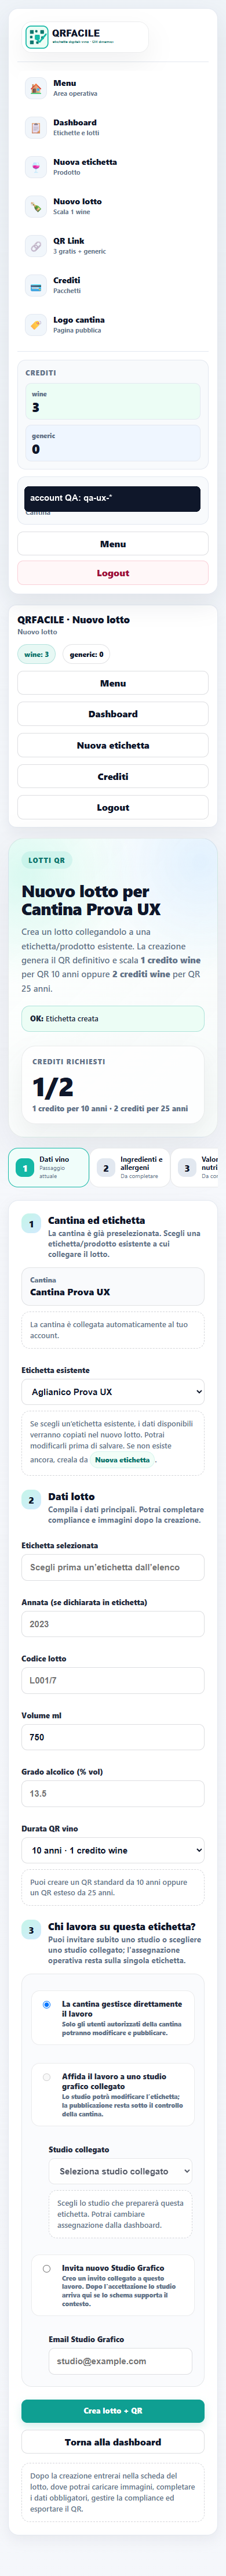 QRFACILE
Menu
Area operativa
Dashboard
Etichette e lotti
Nuova etichetta
Prodotto
Nuovo lotto
Scala 1 wine
QR Link
3 gratis + generic
Crediti
Pacchetti
Logo cantina
Pagina pubblica
CREDITI
wine
3
generic
0
account QA: qa-ux-*
Menu
Logout
QRFACILE · Nuovo lotto
Nuovo lotto
wine: 3
generic: 0
Menu
Dashboard
Nuova etichetta
Crediti
Logout
LOTTI QR
Nuovo lotto per
Cantina Prova UX
Crea un lotto collegandolo a una
etichetta/prodotto esistente. La creazione
genera il QR definitivo e scala 1 credito wine
per QR 10 anni oppure 2 crediti wine per QR
25 anni.
OK: Etichetta creata
CREDITI RICHIESTI
1/2
1 credito per 10 anni · 2 crediti per 25 anni
1
Dati vino
Passaggio
attuale
2
Ingredienti e
allergeni
Da completare
3
Valor
nutri
Da con
1
Cantina ed etichetta
La cantina è già preselezionata. Scegli una
etichetta/prodotto esistente a cui
collegare il lotto.
Cantina
Cantina Prova UX
La cantina è collegata automaticamente al tuo
account.
Etichetta esistente
Aglianico Prova UX
Se scegli un'etichetta esistente, i dati disponibili
verranno copiati nel nuovo lotto. Potrai
modificarli prima di salvare. Se non esiste
ancora, creala da Nuova etichetta .
2
Dati lotto
Compila i dati principali. Potrai completare
compliance e immagini dopo la creazione.
Etichetta selezionata
Scegli prima un'etichetta dall'elenco
Annata (se dichiarata in etichetta)
2023
Codice lotto
L001/7
Volume ml
750
Grado alcolico (% vol)
13.5
Durata QR vino
10 anni · 1 credito wine
Puoi creare un QR standard da 10 anni oppure
un QR esteso da 25 anni.
3
Chi lavora su questa etichetta?
Puoi invitare subito uno studio o scegliere
uno studio collegato; l'assegnazione
operativa resta sulla singola etichetta.
La cantina gestisce direttamente
il lavoro
Solo gli utenti autorizzati della cantina
potranno modificare e pubblicare.
Affida il lavoro a uno studio
grafico collegato
Lo studio potrà modificare l'etichetta;
la pubblicazione resta sotto il controllo
della cantina.
Studio collegato
Seleziona studio collegato
Scegli lo studio che preparerà questa
etichetta. Potrai cambiare
assegnazione dalla dashboard.
Invita nuovo Studio Grafico
Creo un invito collegato a questo
lavoro. Dopo l'accettazione lo studio
arriva qui se lo schema supporta il
contesto.
Email Studio Grafico
studio@example.com
Crea lotto + QR
Torna alla dashboard
Dopo la creazione entrerai nella scheda del
lotto, dove potrai caricare immagini, completare
i dati obbligatori, gestire la compliance ed
esportare il QR.